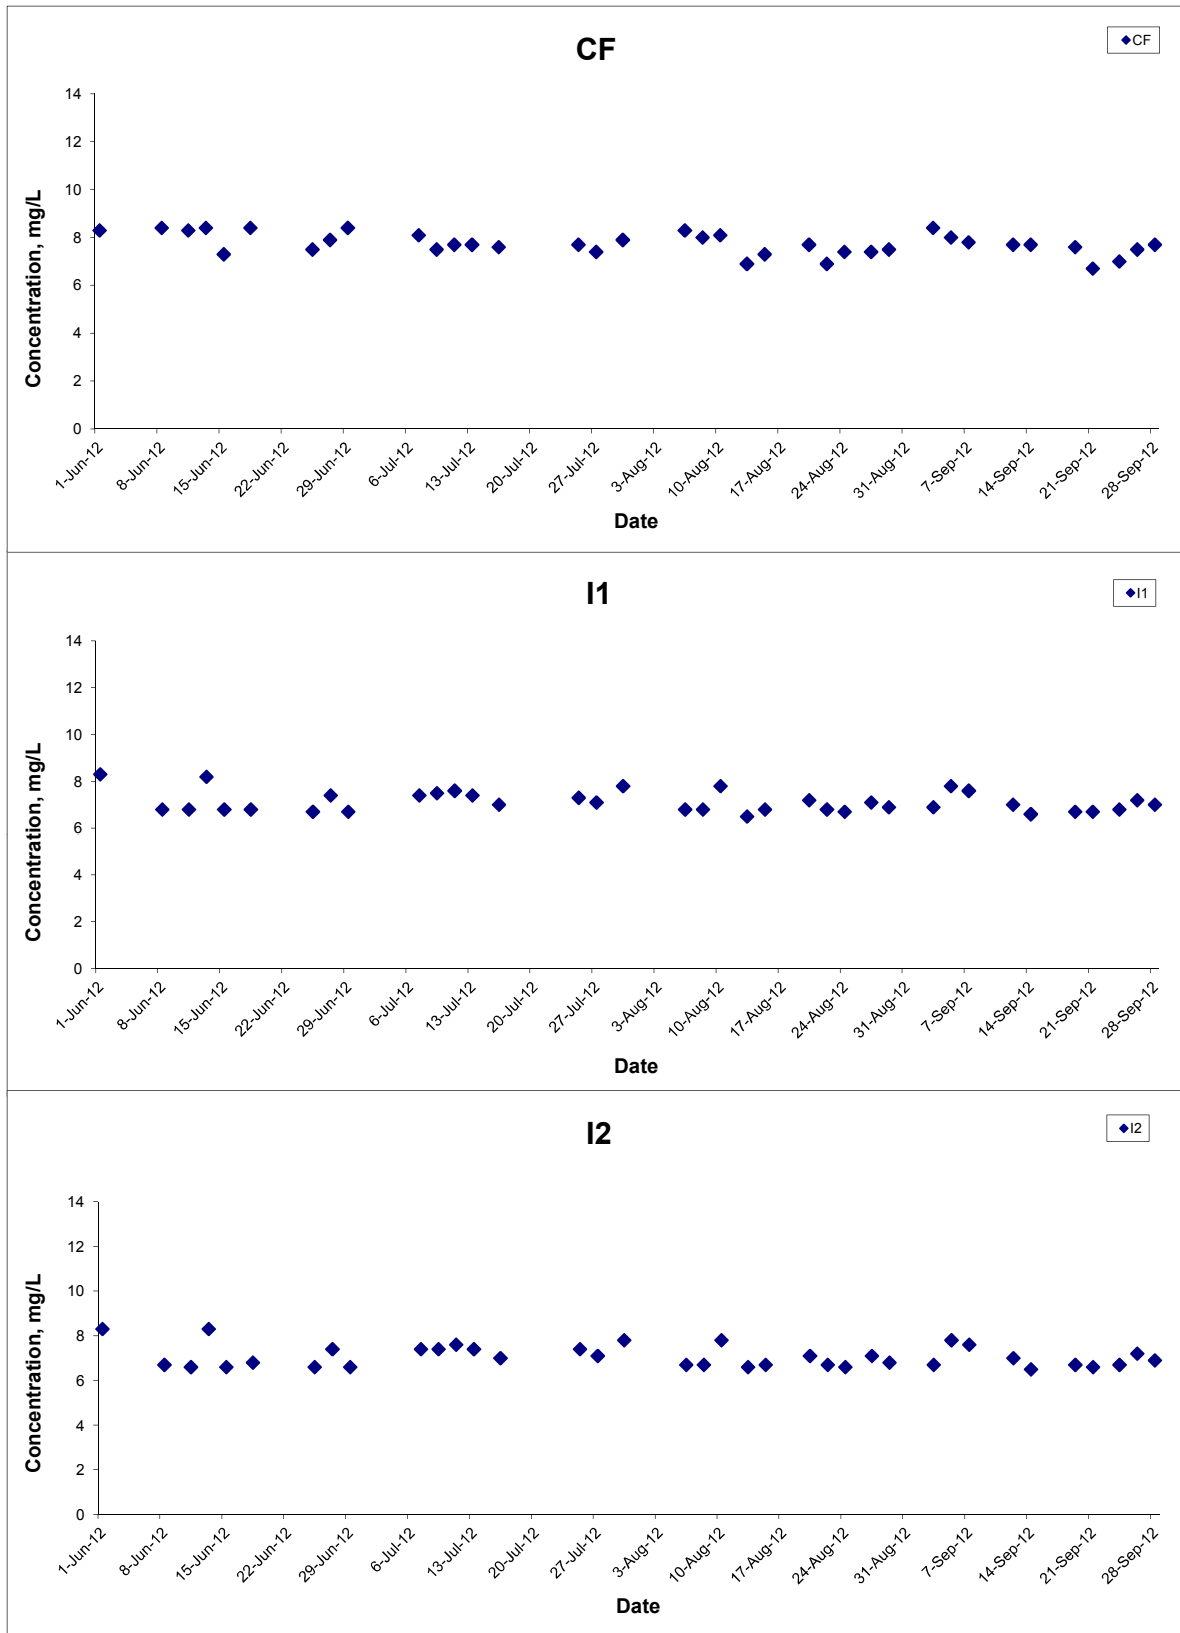 CF
CF
14
12
10
8
6
4
2
0
Concentration, mg/L
1-Jun-12
8-Jun-12
15-Jun-12
22-Jun-12
29-Jun-12
6-Jul-12
13-Jul-12
20-Jul-12
27-Jul-12
3-Aug-12
10-Aug-12
17-Aug-12
24-Aug-12
31-Aug-12
7-Sep-12
14-Sep-12
21-Sep-12
28-Sep-12
Date
I1
I1
14
12
10
8
6
4
2
0
Concentration, mg/L
1-Jun-12
8-Jun-12
15-Jun-12
22-Jun-12
29-Jun-12
6-Jul-12
13-Jul-12
20-Jul-12
27-Jul-12
3-Aug-12
10-Aug-12
17-Aug-12
24-Aug-12
31-Aug-12
7-Sep-12
14-Sep-12
21-Sep-12
28-Sep-12
Date
I2
I2
14
12
10
8
6
4
2
0
Concentration, mg/L
1-Jun-12
8-Jun-12
15-Jun-12
22-Jun-12
29-Jun-12
6-Jul-12
13-Jul-12
20-Jul-12
27-Jul-12
3-Aug-12
10-Aug-12
17-Aug-12
24-Aug-12
31-Aug-12
7-Sep-12
14-Sep-12
21-Sep-12
28-Sep-12
Date